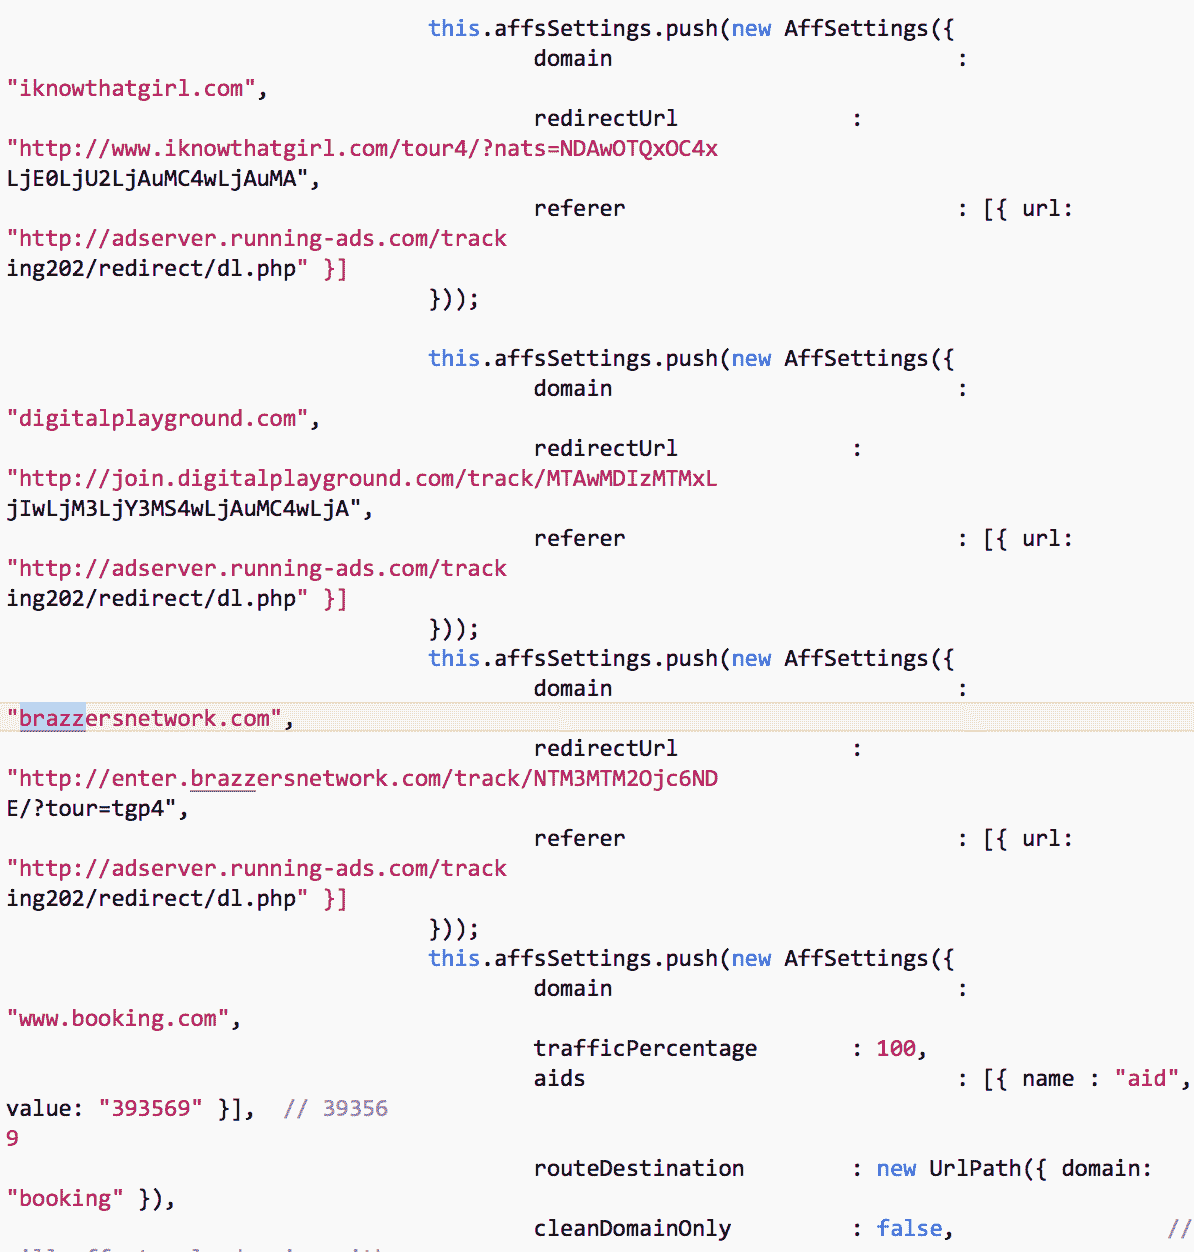 this.affsSettings.push(new AffSettings({
domain :
"iknowthatgirl.com",
redirectUrl :
"http://www.iknowthatgirl.com/tour4/?nats=NDAwOTQxOC4x
LjE0LjU2LjAuMC4wLjAuMA",
referer : [{ url:
"http://adserver.running-ads.com/track
ing202/redirect/dl.php" }]
}));
this.affsSettings.push(new AffSettings({
domain :
"digitalplayground.com",
redirectUrl :
"http://join.digitalplayground.com/track/MTAwMDIzMTMxL
jIwLjM3LjY3MS4wLjAuMC4wLjA",
referer : [{ url:
"http://adserver.running-ads.com/track
ing202/redirect/dl.php" }]
}));
this.affsSettings.push(new AffSettings({
domain :
"brazzersnetwork.com",
redirectUrl :
"http://enter.brazzersnetwork.com/track/NTM3MTM2Ojc6ND
E/?tour=tgp4",
referer : [{ url:
"http://adserver.running-ads.com/track
ing202/redirect/dl.php" }]
}));
this.affsSettings.push(new AffSettings({
domain :
"www.booking.com",
trafficPercentage : 100,
aids : [{ name : "aid",
value: "393569" }], // 39356
9
routeDestination : new UrlPath({ domain:
"booking" }),
cleanDomainOnly : false, //